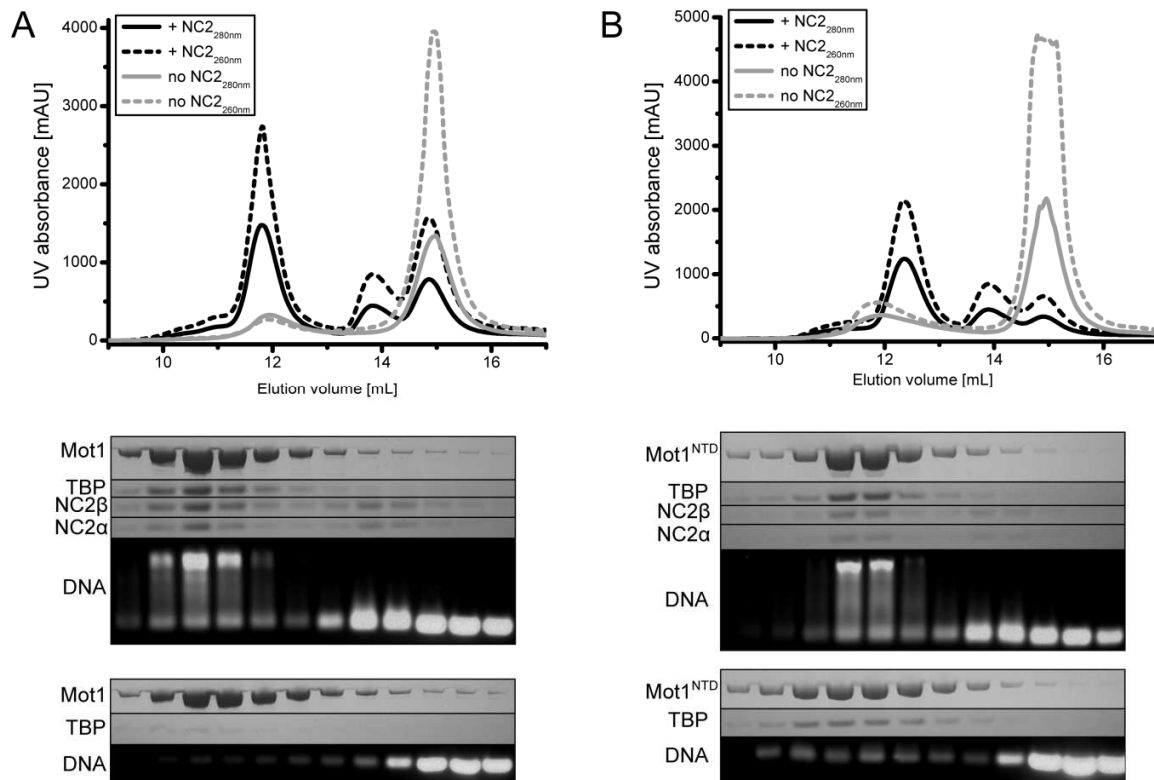 A
+ NC2280nm
+ NC2260nm
no NC2280nm
no NC2260nm
4000
3000
2000
1000
0
UV absorbance [mAU]
10 12 14 16
Elution volume [mL]
Mot1
TBP
NC2β
NC2α
DNA
Mot1
TBP
DNA
B
+ NC2280nm
+ NC2260nm
no NC2280nm
no NC2260nm
5000
4000
3000
2000
1000
0
UV absorbance [mAU]
10 12 14 16
Elution volume [mL]
Mot1NTD
TBP
NC2β
NC2α
DNA
Mot1NTD
TBP
DNA